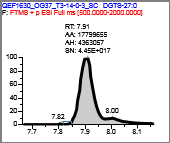 QEF1630_OG37_T3-14-0-3_SC DGTS-27:0
F: FTMS + p ESI Full ms [500.0000-2000.0000]
RT: 7.91
AA: 17799655
AH: 4363057
SN: 4.45E+017
100
80
60
40
20
0
7.82
8.00
7.7 7.8 7.9 8.0 8.1